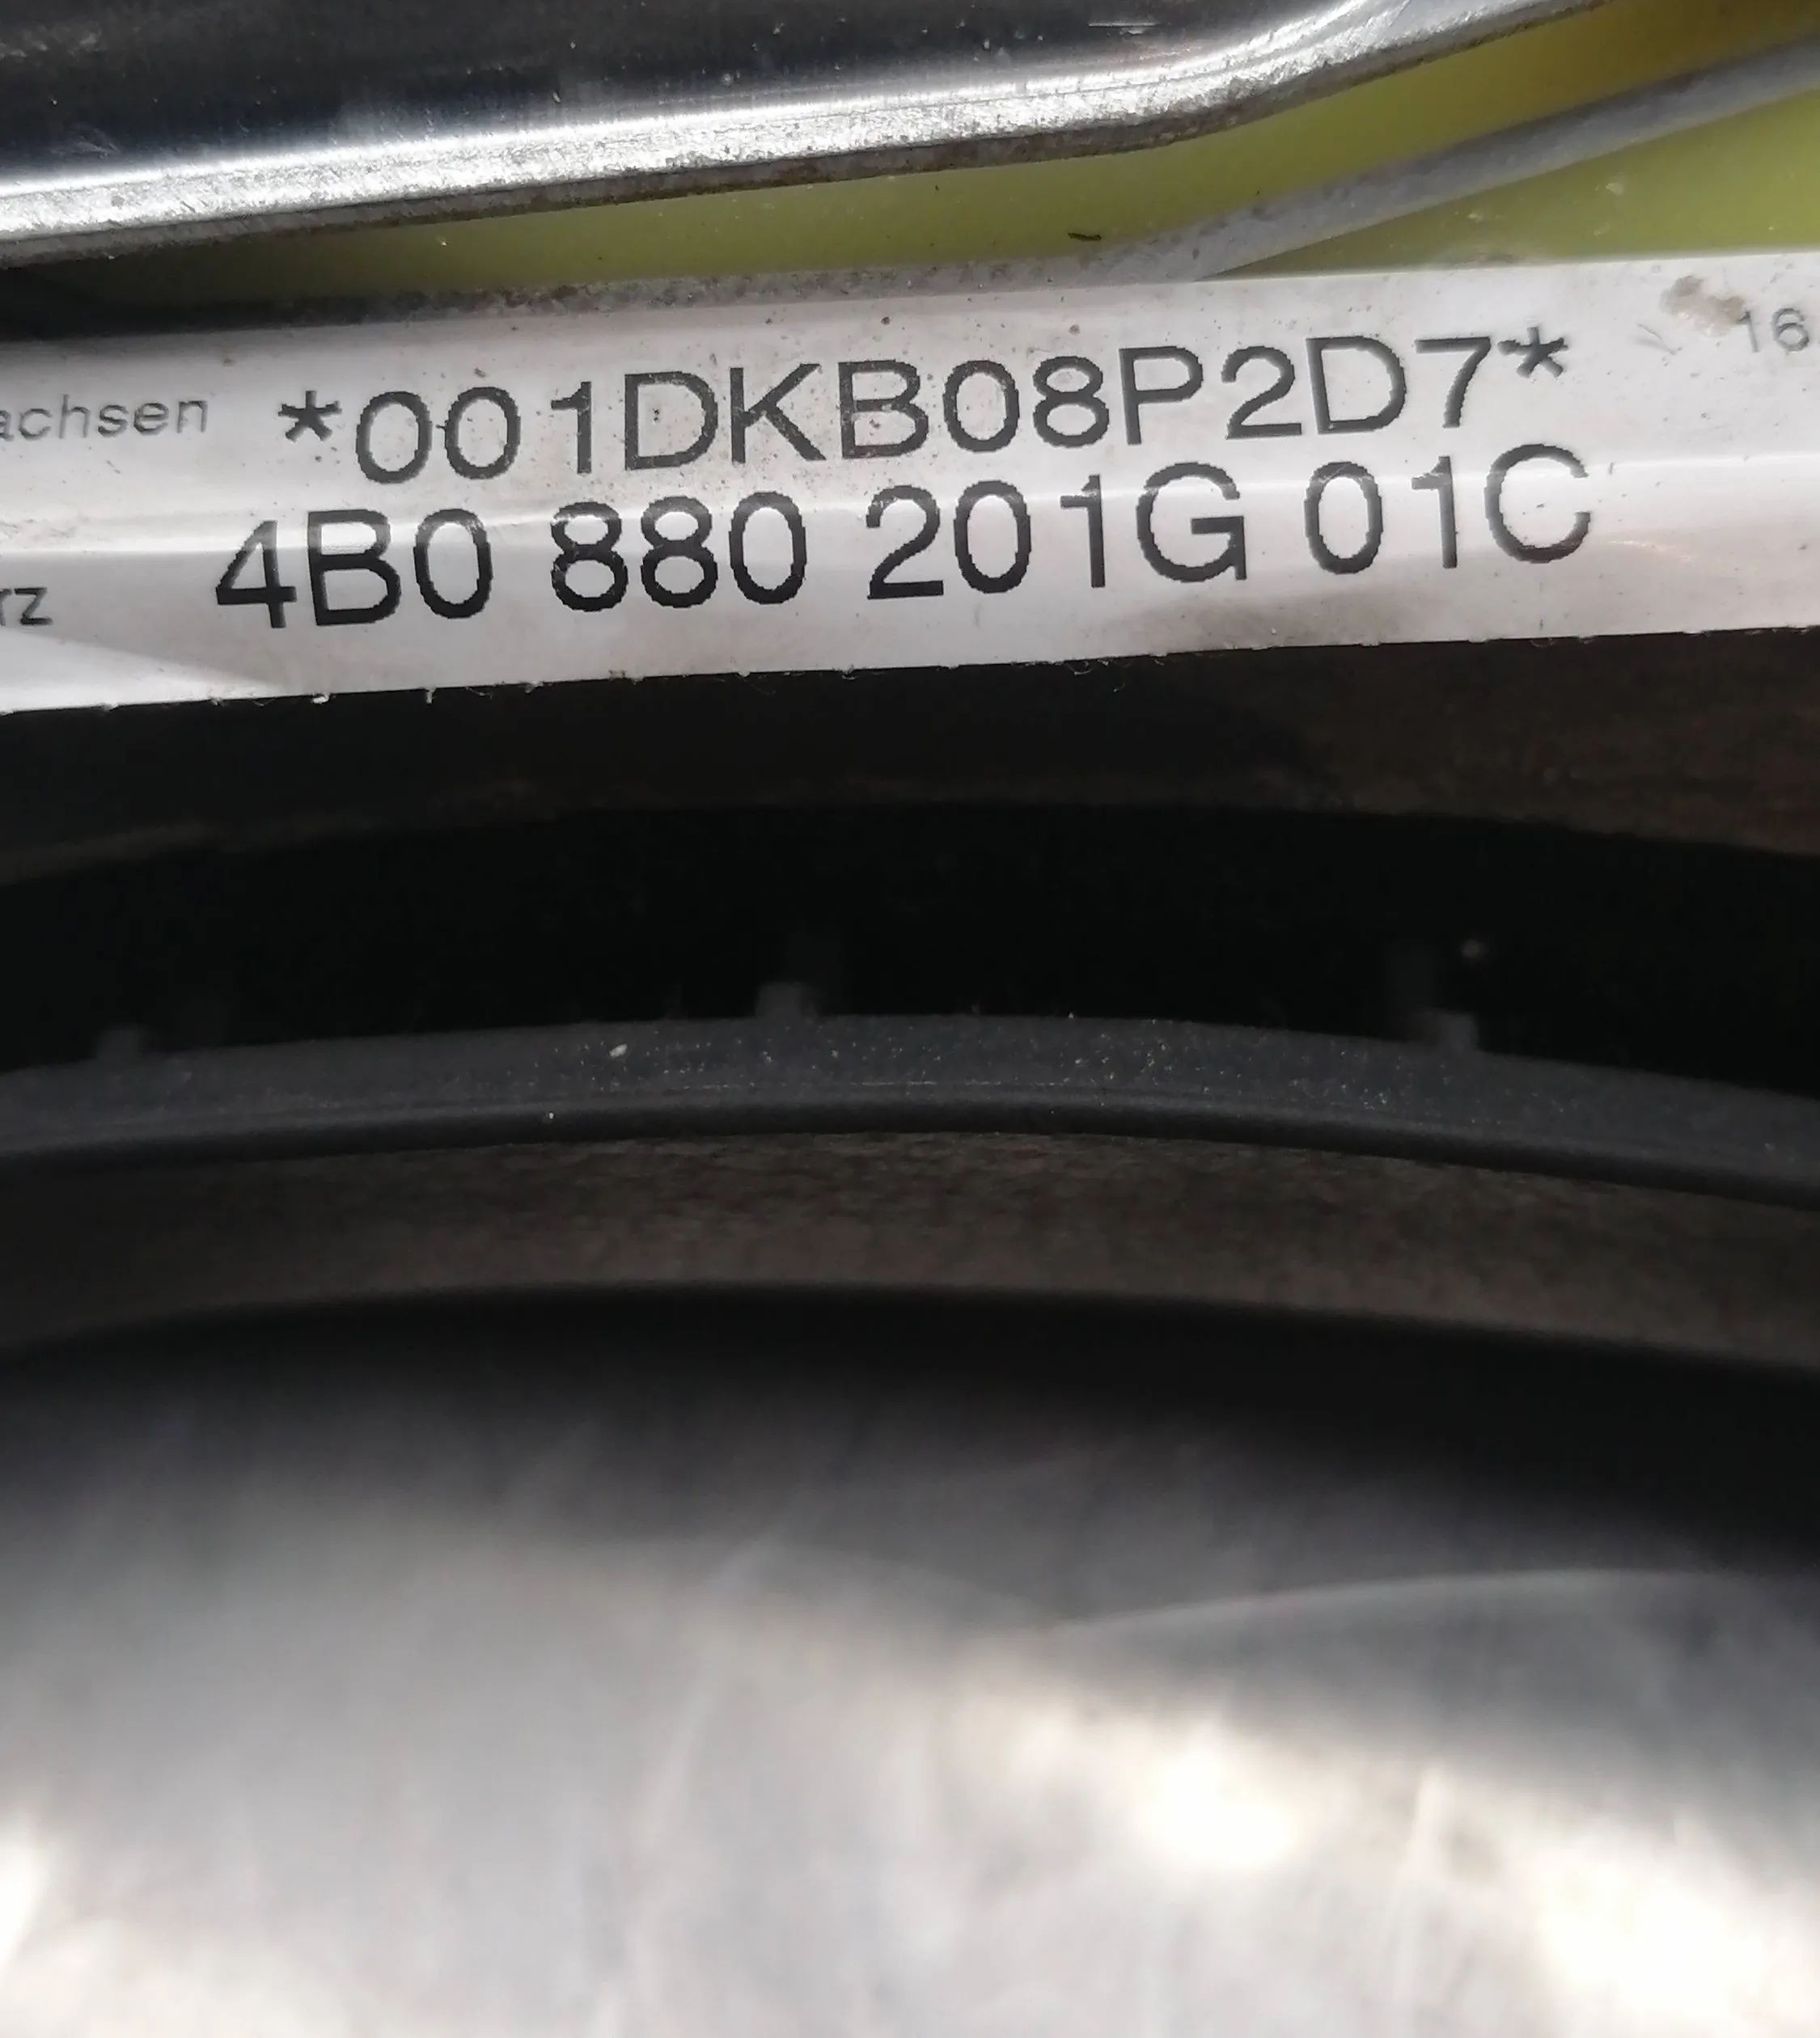 achsen *001DKB08P2D7* 16.
rz 4B0 880 201G 01C